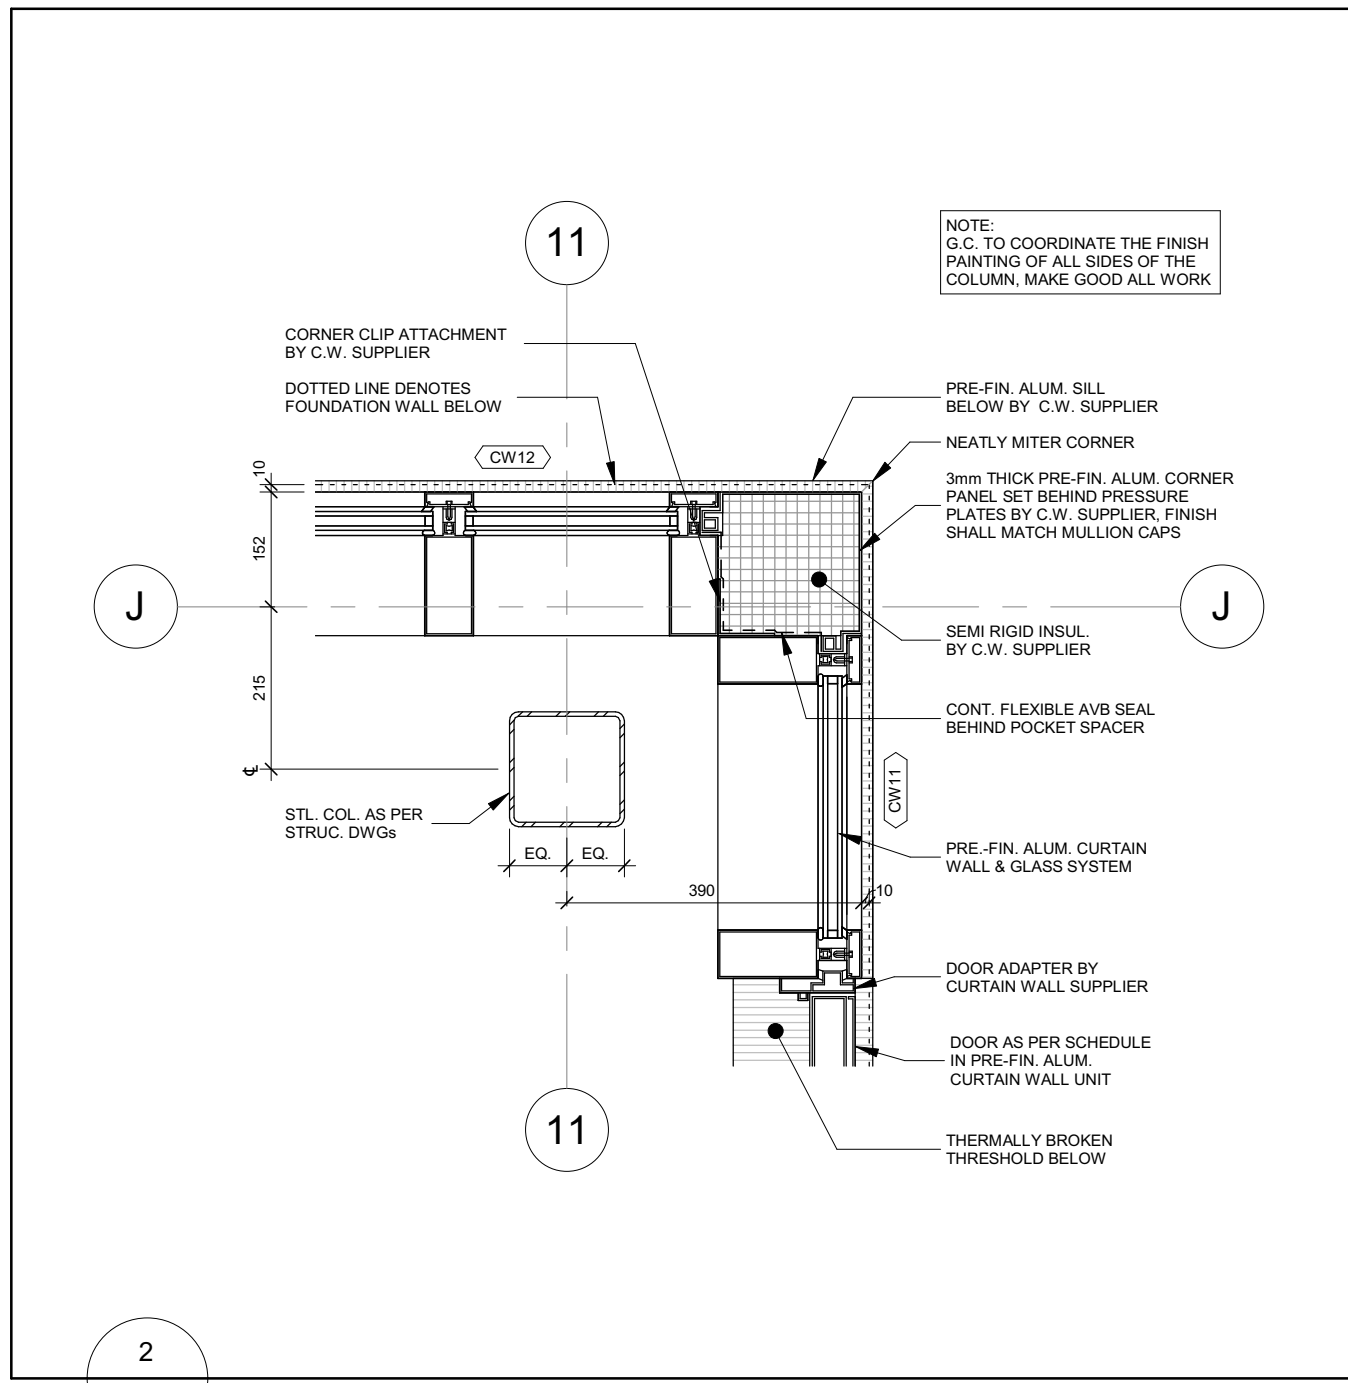 11
NOTE:
G.C. TO COORDINATE THE FINISH
PAINTING OF ALL SIDES OF THE
COLUMN, MAKE GOOD ALL WORK
CORNER CLIP ATTACHMENT
BY C.W. SUPPLIER
DOTTED LINE DENOTES
FOUNDATION WALL BELOW
PRE-FIN. ALUM. SILL
BELOW BY C.W. SUPPLIER
NEATLY MITER CORNER
CW12
10
3mm THICK PRE-FIN. ALUM. CORNER
PANEL SET BEHIND PRESSURE
PLATES BY C.W. SUPPLIER, FINISH
SHALL MATCH MULLION CAPS
152
J
J
SEMI RIGID INSUL.
BY C.W. SUPPLIER
215
CONT. FLEXIBLE AVB SEAL
BEHIND POCKET SPACER
℄
CW11
STL. COL. AS PER
STRUC. DWGs
EQ.
EQ.
PRE.-FIN. ALUM. CURTAIN
WALL & GLASS SYSTEM
390
10
DOOR ADAPTER BY
CURTAIN WALL SUPPLIER
DOOR AS PER SCHEDULE
IN PRE-FIN. ALUM.
CURTAIN WALL UNIT
11
THERMALLY BROKEN
THRESHOLD BELOW
2